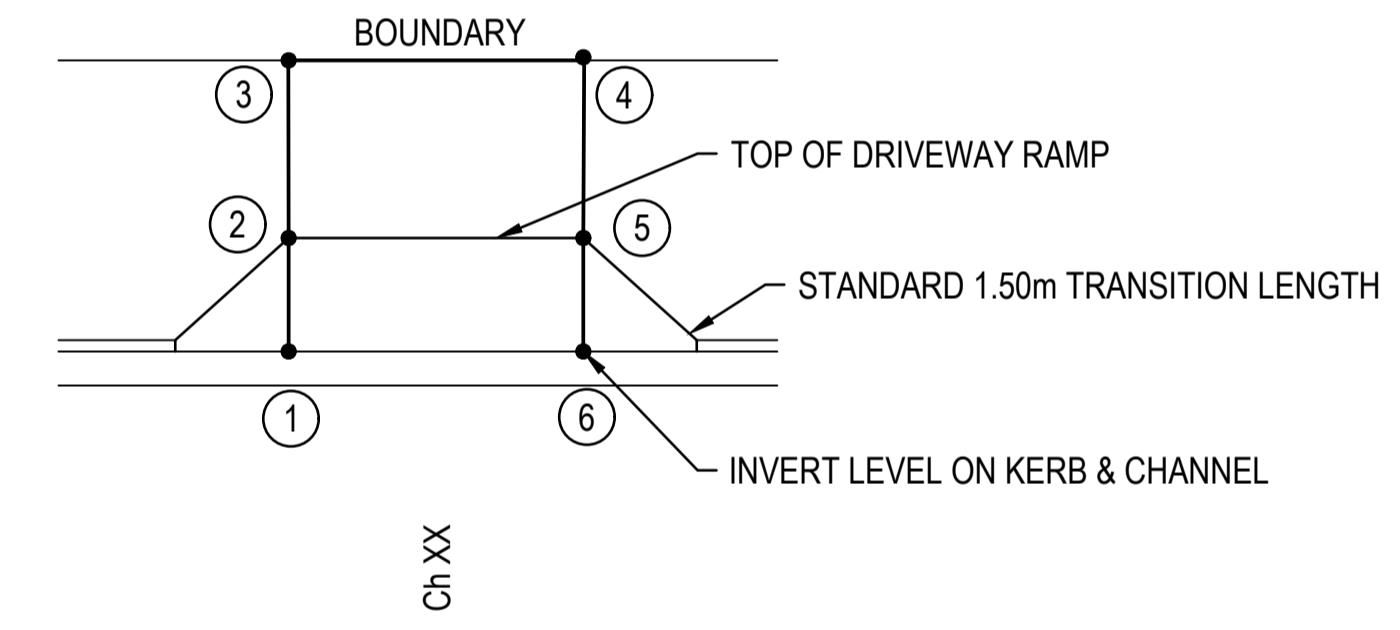 BOUNDARY
3
4
TOP OF DRIVEWAY RAMP
2
5
STANDARD 1.50m TRANSITION LENGTH
1
6
INVERT LEVEL ON KERB & CHANNEL
Ch XX